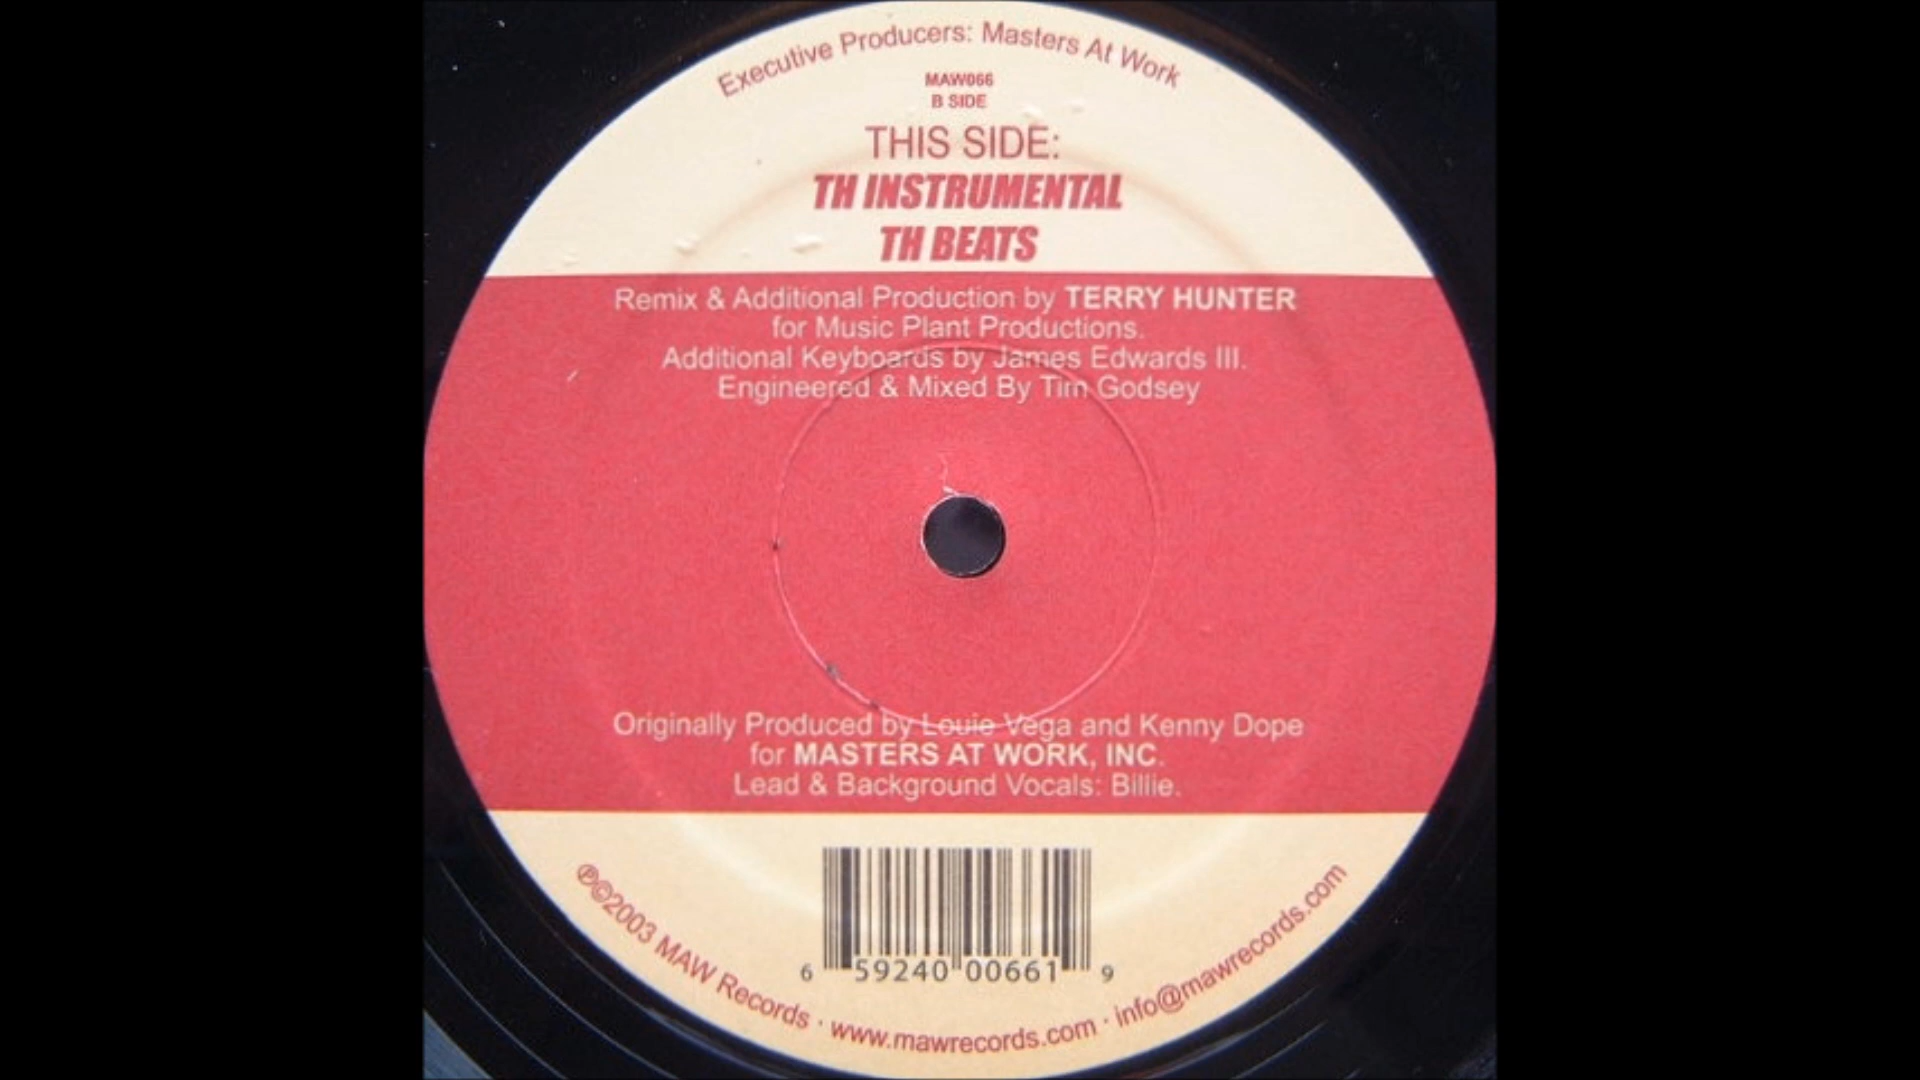 Executive Producers: Masters At Work
MAW066
B SIDE
THIS SIDE:
TH INSTRUMENTAL
TH BEATS
Remix & Additional Production by TERRY HUNTER
for Music Plant Productions.
Additional Keyboards by James Edwards III.
Engineered & Mixed By Tim Godsey
Originally Produced by Louie Vega and Kenny Dope
for MASTERS AT WORK, INC.
Lead & Background Vocals: Billie.
6 59240 00661 9
℗©2003 MAW Records · www.mawrecords.com · info@mawrecords.com